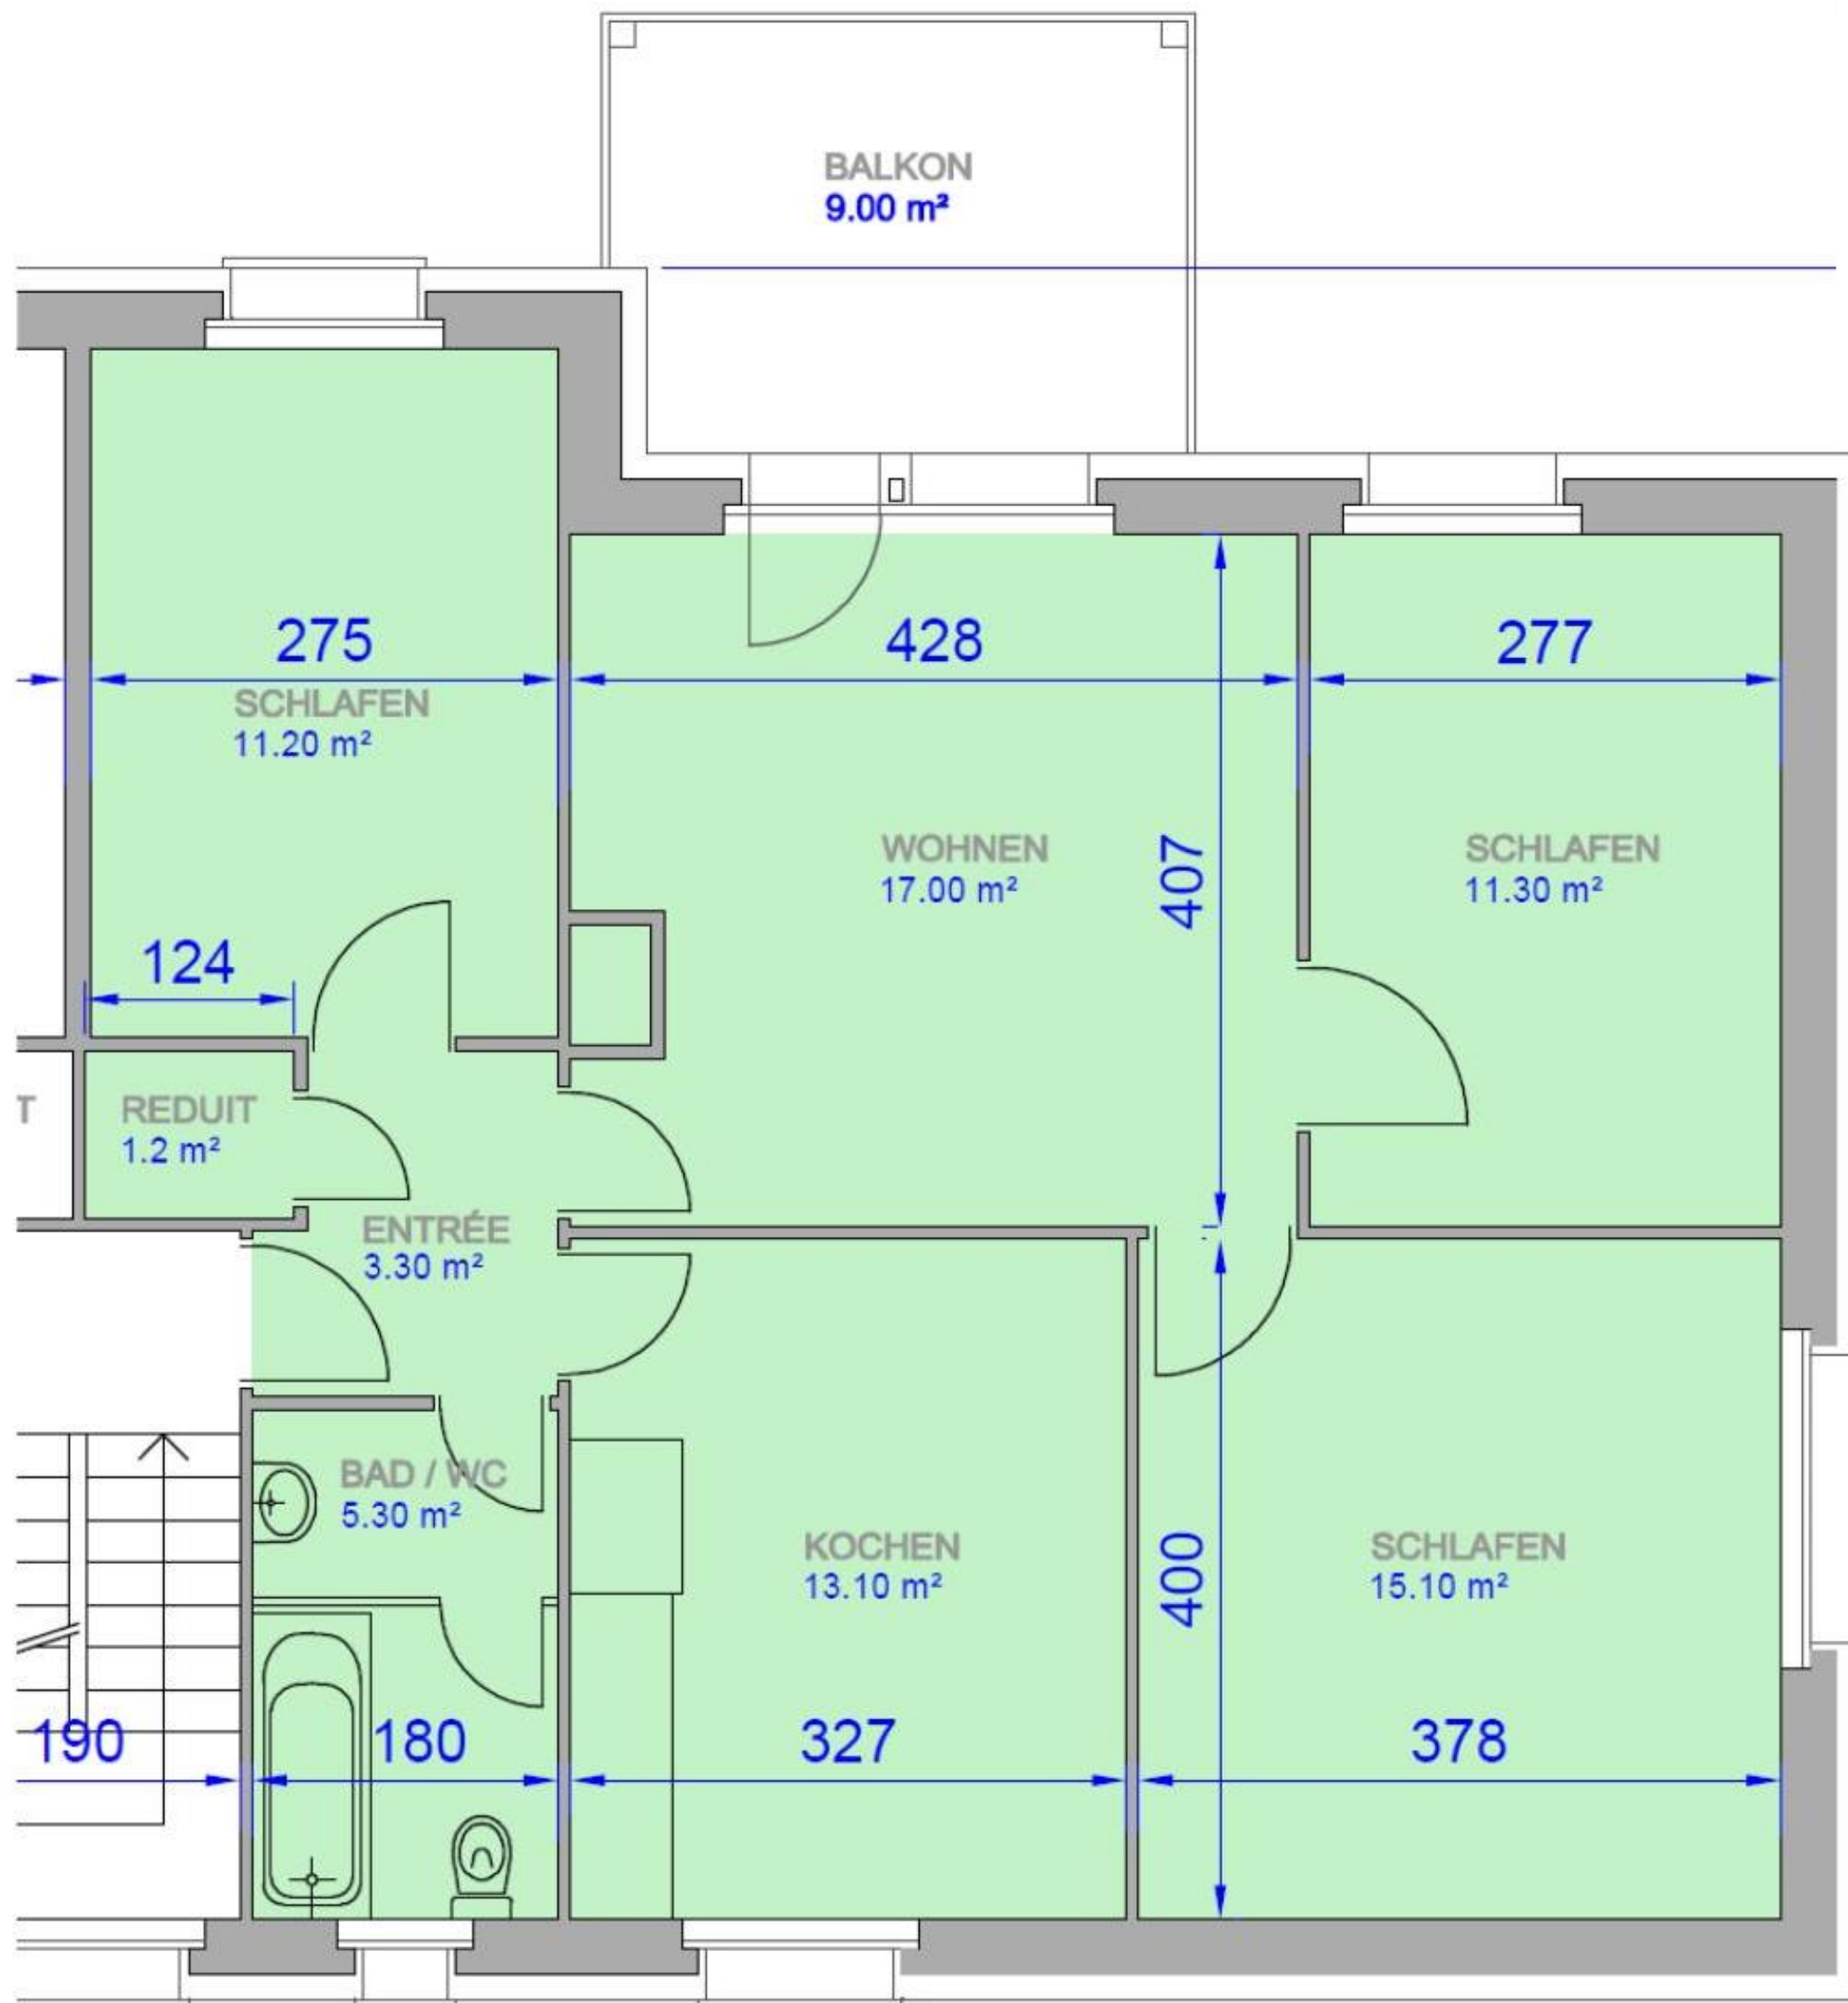 BALKON
9.00 m²
275
428
277
SCHLAFEN
11.20 m²
WOHNEN
17.00 m²
407
SCHLAFEN
11.30 m²
124
T
REDUIT
1.2 m²
ENTRÉE
3.30 m²
BAD / WC
5.30 m²
KOCHEN
13.10 m²
400
SCHLAFEN
15.10 m²
190
180
327
378